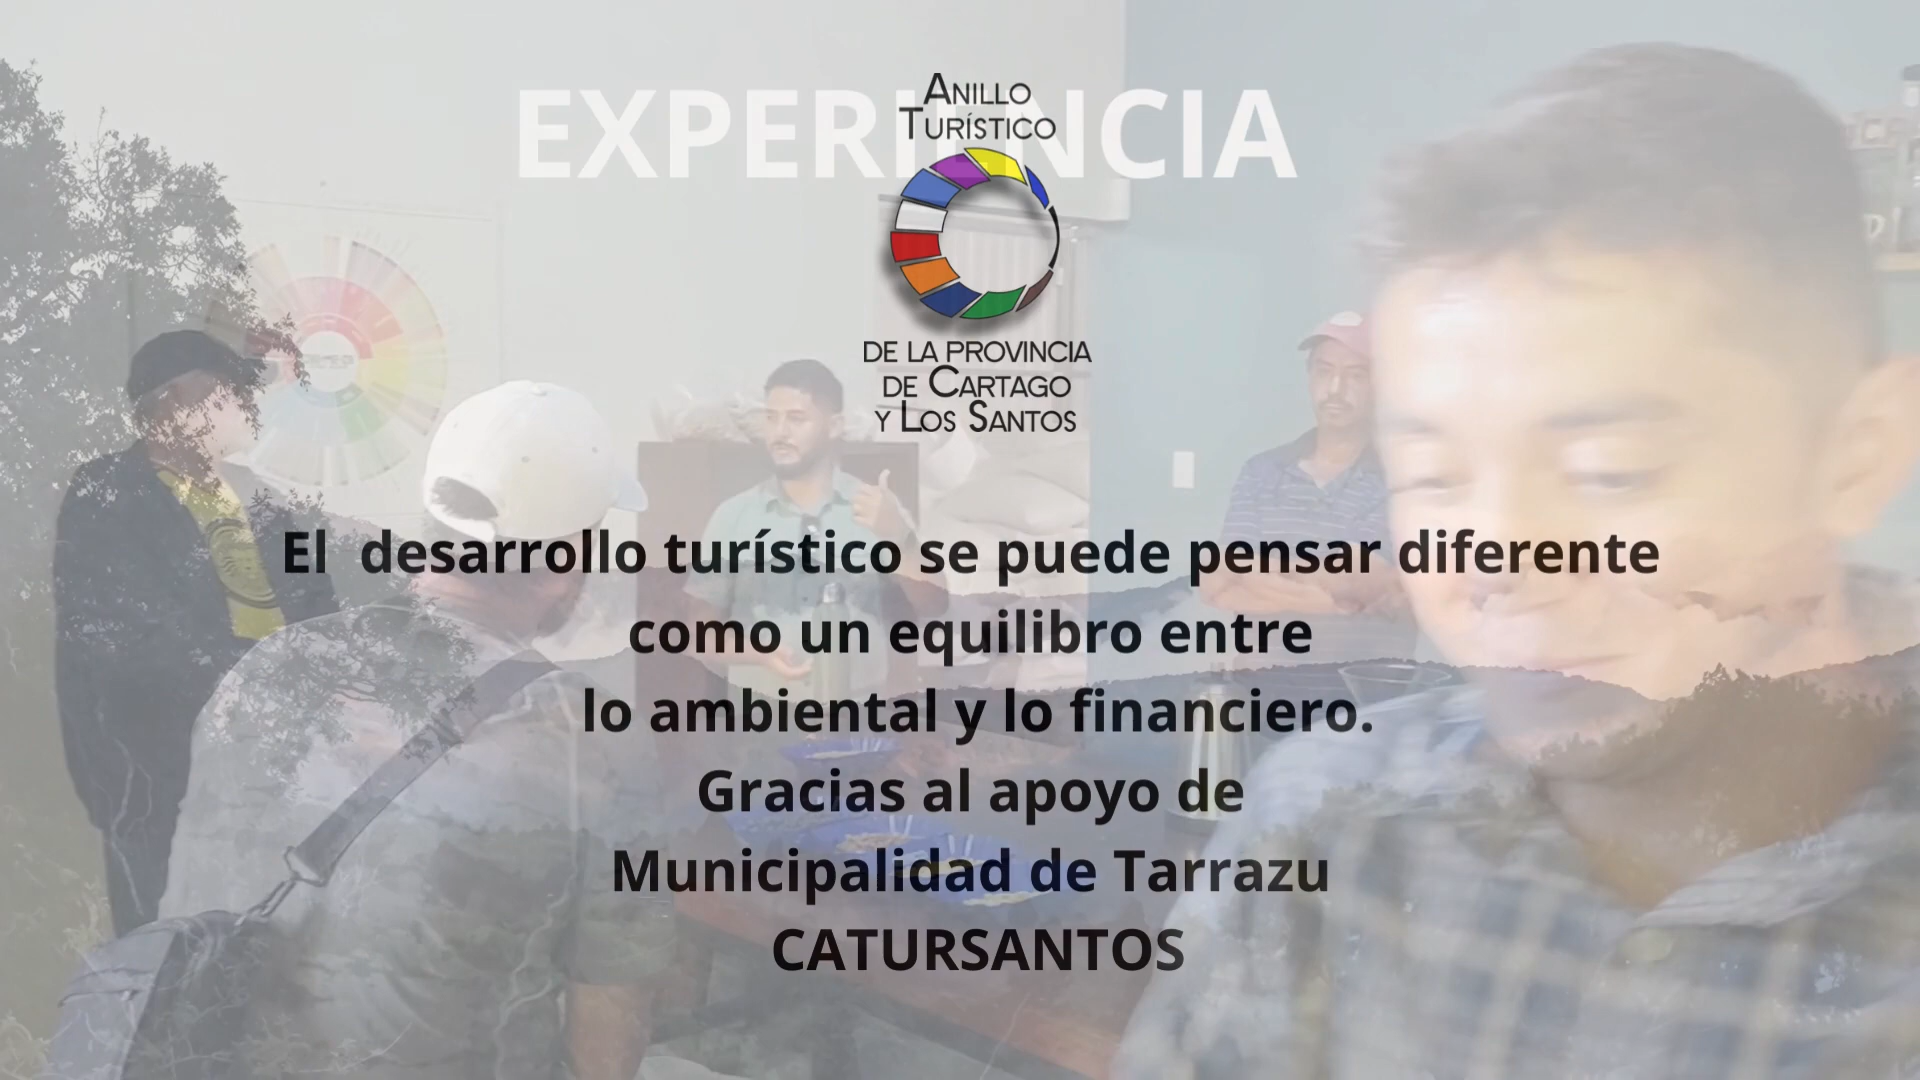 EXPERIENCIA
ANILLO
TURÍSTICO
DE LA PROVINCIA
DE CARTAGO
Y LOS SANTOS
El  desarrollo turístico se puede pensar diferente
como un equilibro entre
lo ambiental y lo financiero.
Gracias al apoyo de
Municipalidad de Tarrazu
CATURSANTOS